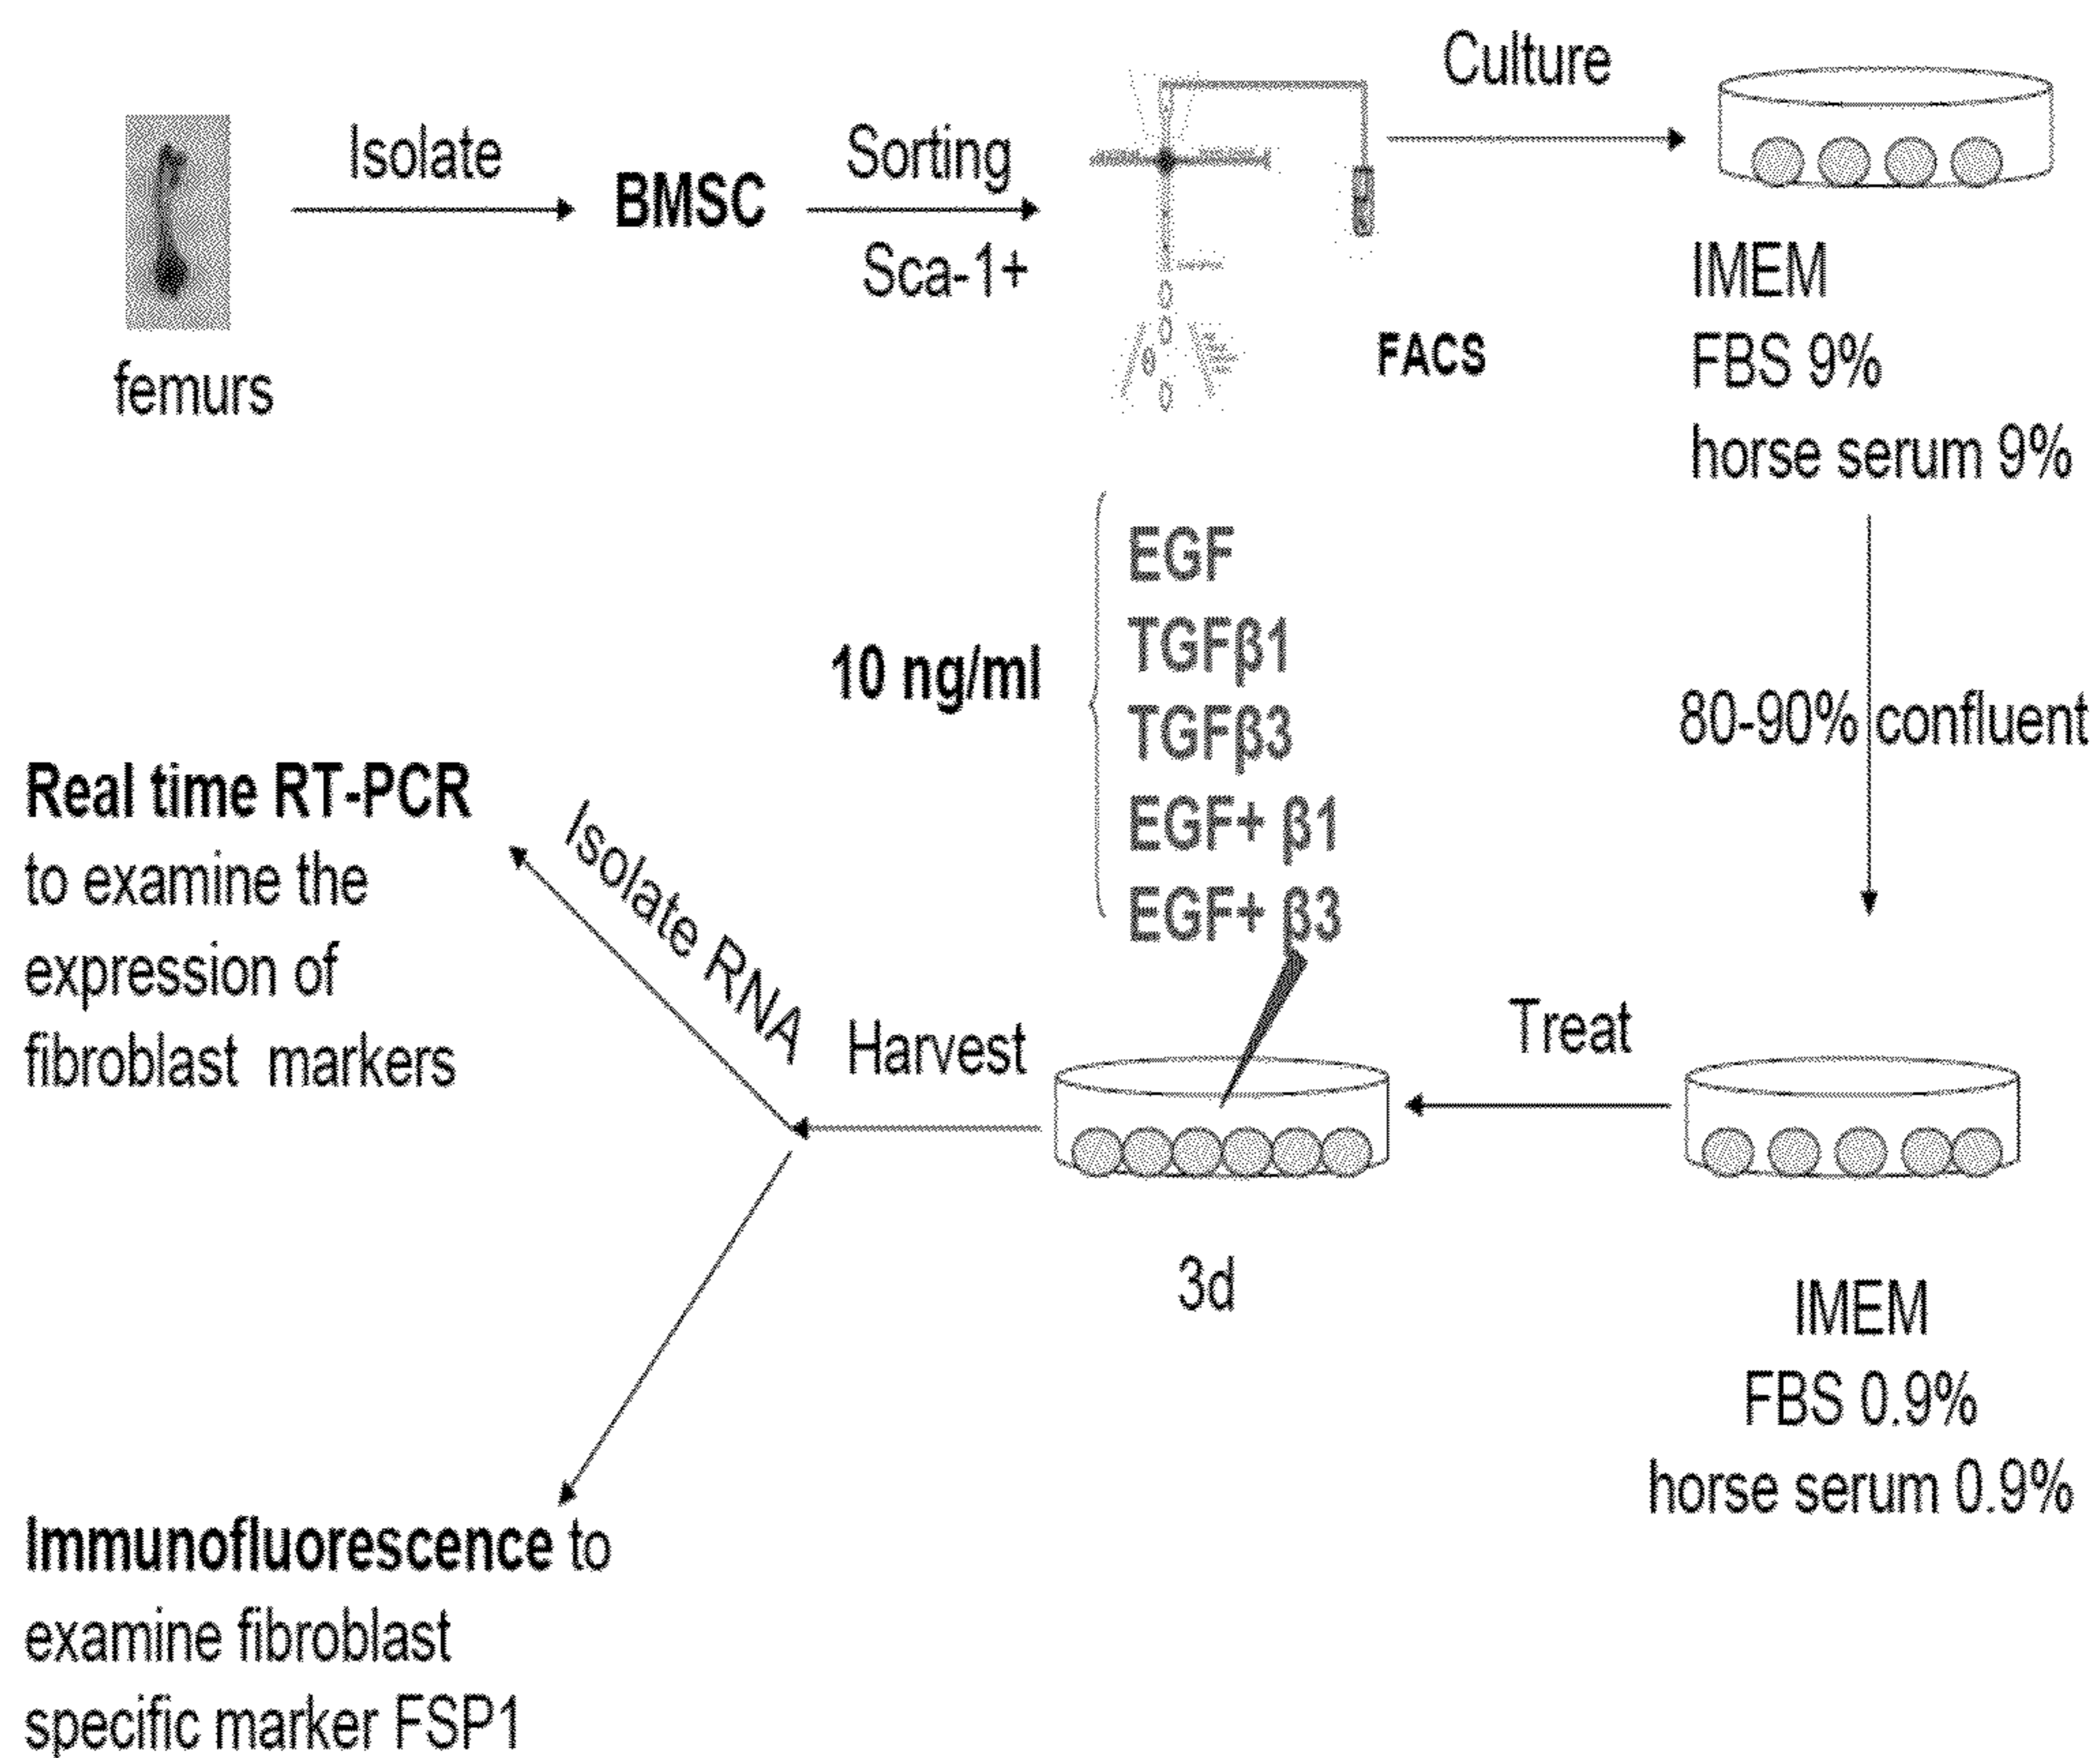 femurs
Isolate
BMSC
Sorting
Sca-1+
FACS
Culture
IMEM
FBS 9%
horse serum 9%
80-90% confluent
IMEM
FBS 0.9%
horse serum 0.9%
Treat
10 ng/ml
EGF
TGFβ1
TGFβ3
EGF+ β1
EGF+ β3
3d
Harvest
Isolate RNA
Real time RT-PCR
to examine the
expression of
fibroblast markers
Immunofluorescence to
examine fibroblast
specific marker FSP1